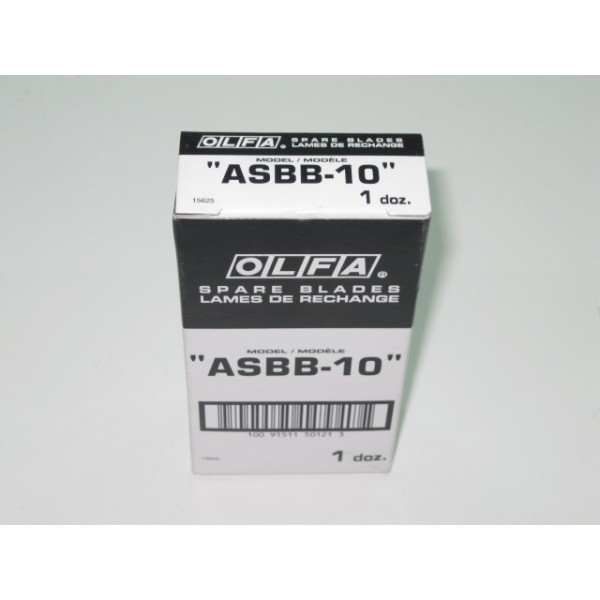 OLFA® SPARE BLADES
LAMES DE RECHANGE
MODEL / MODÈLE
"ASBB-10"
15625
1 doz.
OLFA®
SPARE BLADES
LAMES DE RECHANGE
MODEL / MODÈLE
"ASBB-10"
100 91511 50121 3
1 doz.